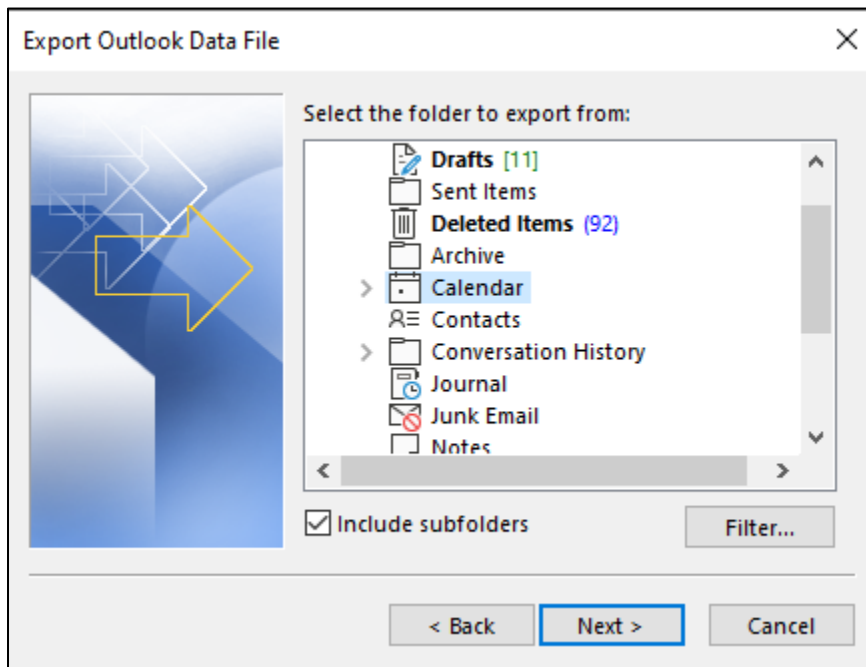 Export Outlook Data File
Select the folder to export from:
Drafts [11]
Sent Items
Deleted Items (92)
Archive
Calendar
Contacts
Conversation History
Journal
Junk Email
Notes
Include subfolders
Filter...
< Back
Next >
Cancel